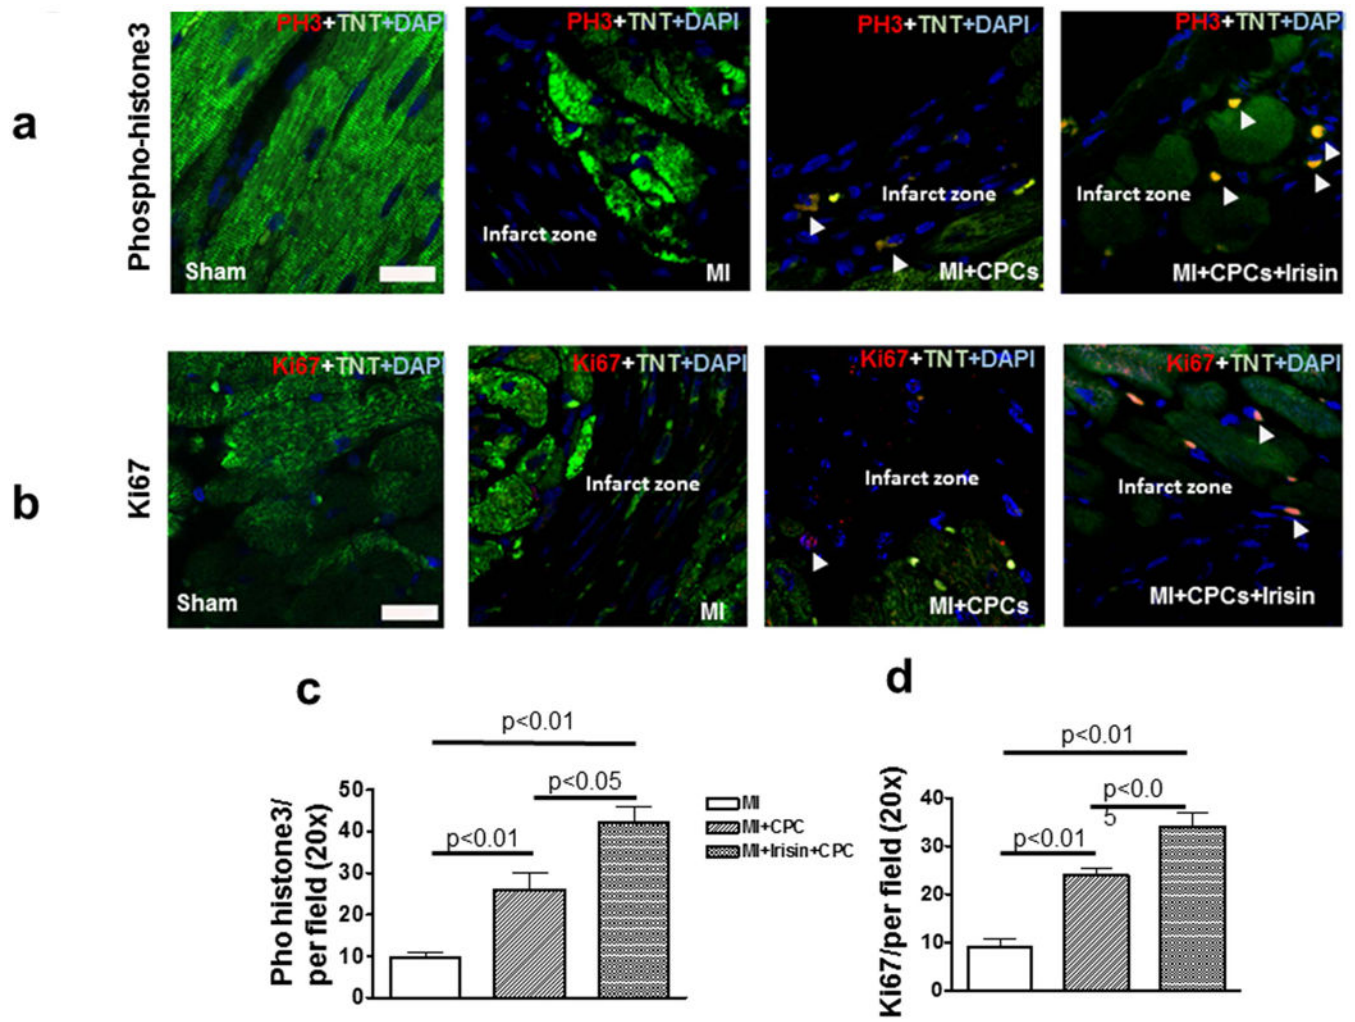 a
Phospho-histone3
PH3+TNT+DAPI
Sham
PH3+TNT+DAPI
Infarct zone
MI
PH3+TNT+DAPI
Infarct zone
MI+CPCs
PH3+TNT+DAPI
Infarct zone
MI+CPCs+Irisin
b
Ki67
Ki67+TNT+DAPI
Sham
Ki67+TNT+DAPI
Infarct zone
MI
Ki67+TNT+DAPI
Infarct zone
MI+CPCs
Ki67+TNT+DAPI
Infarct zone
MI+CPCs+Irisin
c
Pho histone3/
per field (20x)
50
40
30
20
10
0
p<0.01
p<0.05
p<0.01
MI
MI+CPC
MI+Irisin+CPC
d
Ki67/per field (20x)
40
30
20
10
0
p<0.01
p<0.0
5
p<0.01